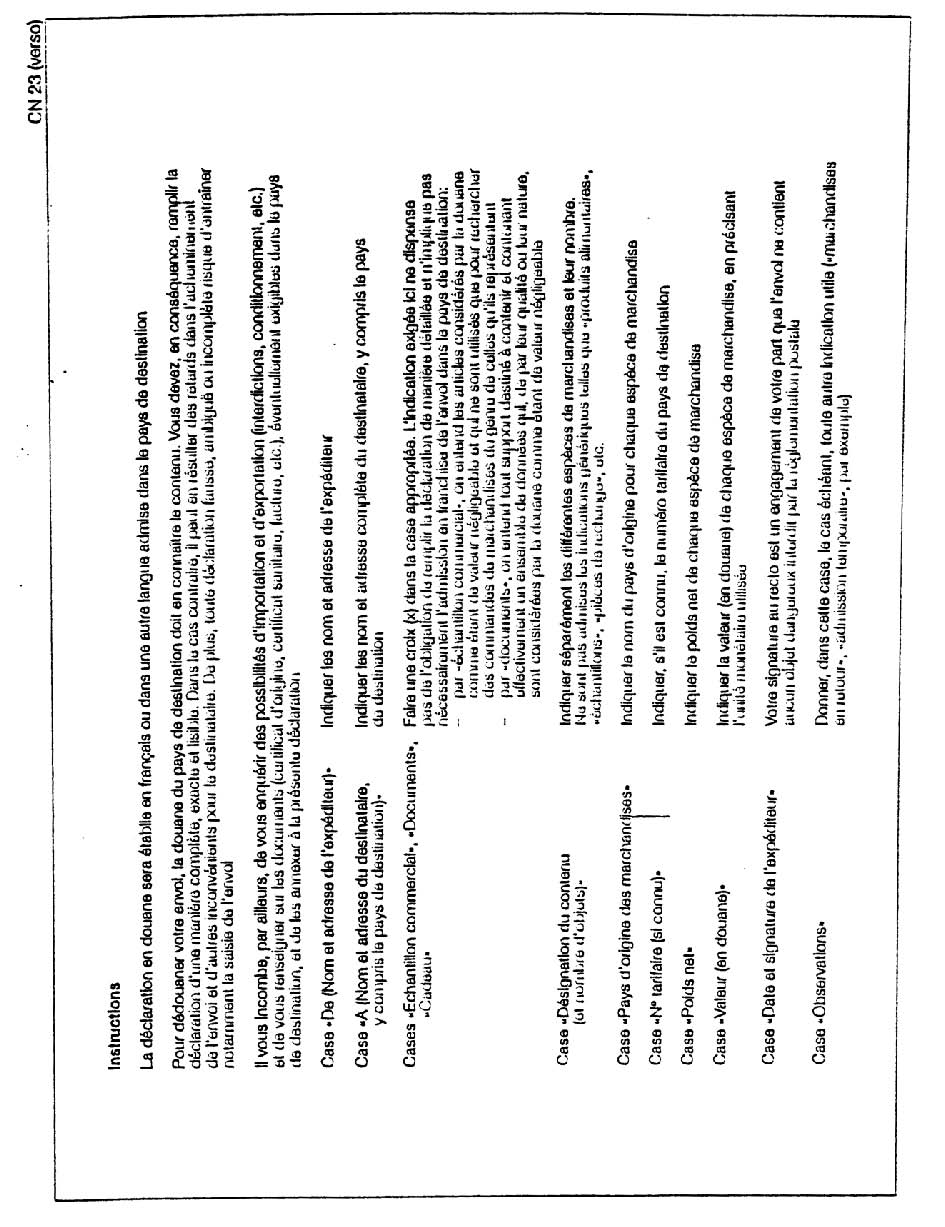 CN 23 (verso)
Instructions
La déclaration en douane sera établie en français ou dans une autre langue admise dans le pays de destination
Pour dédouaner votre envoi, la douane du pays de destination doit en connaître le contenu. Vous devez, en conséquence, remplir la
déclaration d'une manière complète, exacte et lisible. Dans le cas contraire, il peut en résulter des retards dans l'acheminement
de l'envoi et d'autres inconvénients pour le destinataire. De plus, toute déclaration fausse, ambiguë ou incomplète risque d'entraîner
notamment la saisie de l'envoi
Il vous incombe, par ailleurs, de vous enquérir des possibilités d'importation et d'exportation (interdictions, conditionnement, etc.)
et de vous renseigner sur les documents (certificat d'origine, certificat sanitaire, facture, etc.), éventuellement exigibles dans le pays
de destination, et de les annexer à la présente déclaration
Case «De (Nom et adresse de l'expéditeur)»
Indiquer les nom et adresse de l'expéditeur
Case «A (Nom et adresse du destinataire,
y compris le pays de destination)»
Indiquer les nom et adresse complète du destinataire, y compris le pays
de destination
Cases «Echantillon commercial», «Documents»,
«Cadeau»
Faire une croix (x) dans la case appropriée. L'indication exigée ici ne dispense
pas de l'obligation de remplir la déclaration de manière détaillée et n'implique pas
nécessairement l'admission en franchise de l'envoi dans le pays de destination:
– par «échantillon commercial», on entend les articles considérés par la douane
comme étant de valeur négligeable et qui ne sont utilisés que pour rechercher
des commandes de marchandises du genre de celles qu'ils représentent
– par «documents», on entend tout support destiné à contenir et contenant
effectivement un ensemble de données qui, de par leur qualité ou leur nature,
sont considérées par la douane comme étant de valeur négligeable
Case «Désignation du contenu
(et nombre d'objets)»
Indiquer séparément les différentes espèces de marchandises et leur nombre.
Ne sont pas admises les indications génériques telles que «produits alimentaires»,
«échantillons», «pièces de rechange», etc.
Case «Pays d'origine des marchandises»
Indiquer le nom du pays d'origine pour chaque espèce de marchandise
Case «N° tarifaire (si connu)»
Indiquer, s'il est connu, le numéro tarifaire du pays de destination
Case «Poids net»
Indiquer le poids net de chaque espèce de marchandise
Case «Valeur (en douane)»
Indiquer la valeur (en douane) de chaque espèce de marchandise, en précisant
l'unité monétaire utilisée
Case «Date et signature de l'expéditeur»
Votre signature au recto est un engagement de votre part que l'envoi ne contient
aucun objet dangereux interdit par la réglementation postale
Case «Observations»
Donner, dans cette case, le cas échéant, toute autre indication utile («marchandises
en retour», «admission temporaire», par exemple)